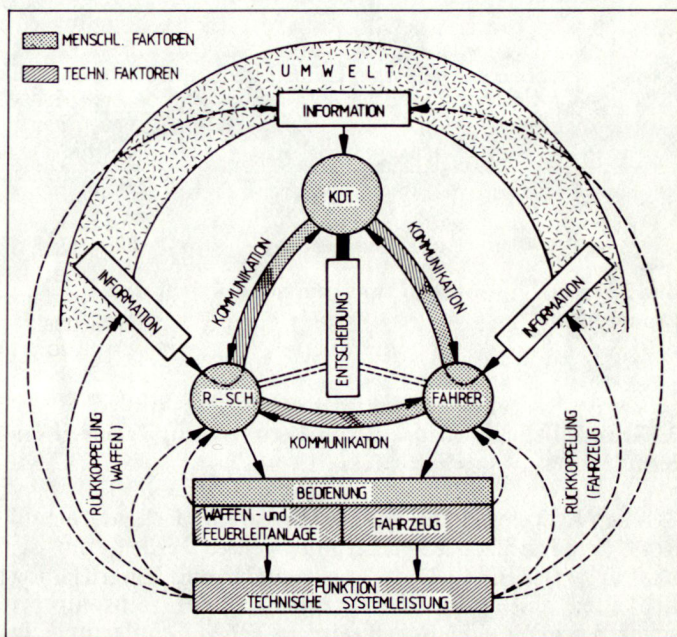 MENSCHL. FAKTOREN
TECHN. FAKTOREN
UMWELT
INFORMATION
KDT.
KOMMUNIKATION
KOMMUNIKATION
INFORMATION
INFORMATION
ENTSCHEIDUNG
R.-SCH.
FAHRER
KOMMUNIKATION
RÜCKKOPPELUNG
(WAFFEN)
RÜCKKOPPELUNG
(FAHRZEUG)
BEDIENUNG
WAFFEN- und
FEUERLEITANLAGE
FAHRZEUG
FUNKTION
TECHNISCHE SYSTEMLEISTUNG